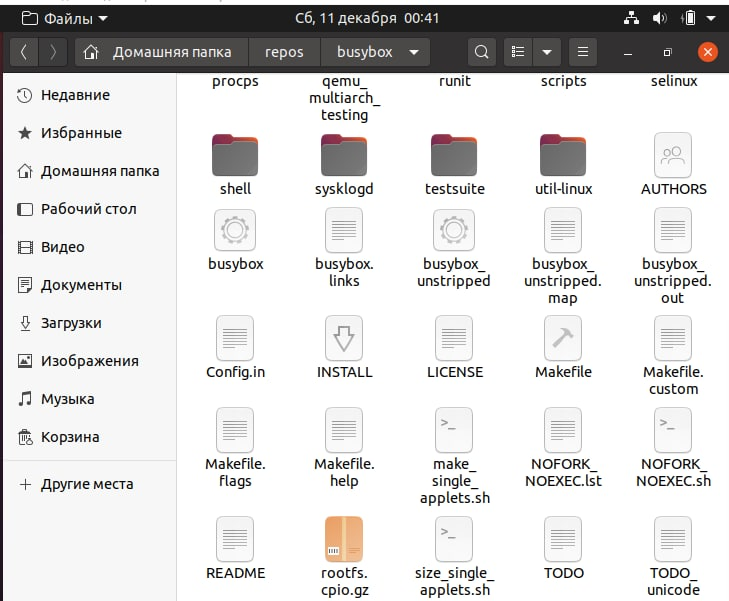 Файлы
Сб, 11 декабря 00:41
Домашняя папка
repos
busybox
Недавние
Избранные
Домашняя папка
Рабочий стол
Видео
Документы
Загрузки
Изображения
Музыка
Корзина
Другие места
procps
qemu_
multiarch_
testing
runit
scripts
selinux
shell
sysklogd
testsuite
util-linux
AUTHORS
busybox
busybox.
links
busybox_
unstripped
busybox_
unstripped.
map
busybox_
unstripped.
out
Config.in
INSTALL
LICENSE
Makefile
Makefile.
custom
Makefile.
flags
Makefile.
help
make_
single_
applets.sh
NOFORK_
NOEXEC.lst
NOFORK_
NOEXEC.sh
README
rootfs.
cpio.gz
size_single_
applets.sh
TODO
TODO_
unicode